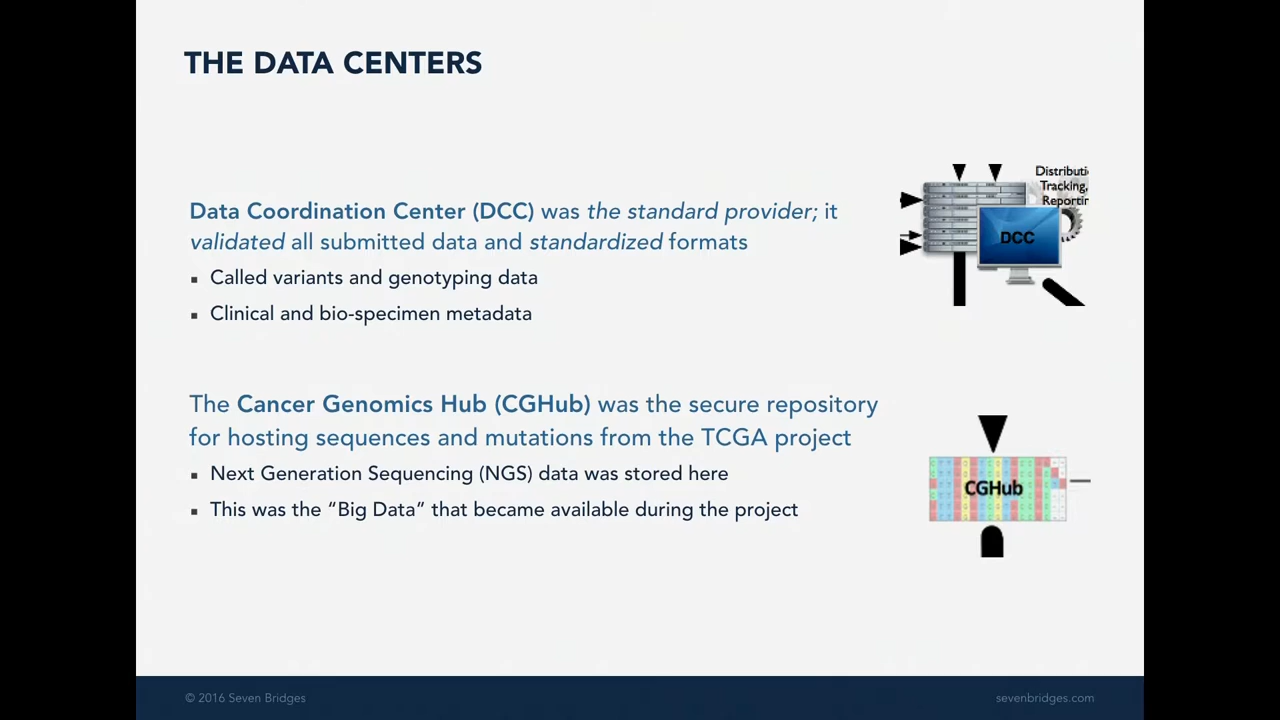 THE DATA CENTERS
Data Coordination Center (DCC) was the standard provider; it
validated all submitted data and standardized formats
▪ Called variants and genotyping data
▪ Clinical and bio-specimen metadata
Distributi
Tracking,
Reportin
DCC
The Cancer Genomics Hub (CGHub) was the secure repository
for hosting sequences and mutations from the TCGA project
▪ Next Generation Sequencing (NGS) data was stored here
▪ This was the “Big Data” that became available during the project
CGHub
© 2016 Seven Bridges
sevenbridges.com